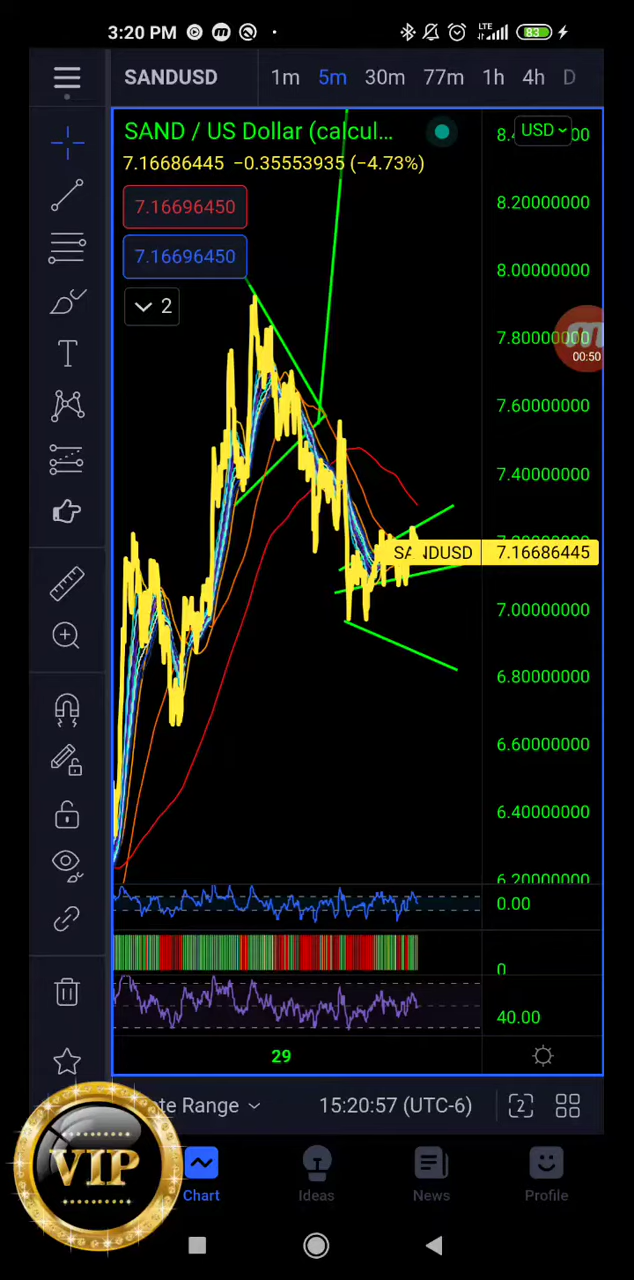 3:20 PM LTE 83
SANDUSD 1m 5m 30m 77m 1h 4h D
SAND / US Dollar (calcul... USD
7.16686445 −0.35553935 (−4.73%)
7.16696450
7.16696450
2
8.20000000
8.00000000
7.80000000
00:50
7.60000000
7.40000000
SANDUSD 7.16686445
7.00000000
6.80000000
6.60000000
6.40000000
6.20000000
0.00
0
40.00
29
te Range 15:20:57 (UTC-6) 2
VIP
Chart Ideas News Profile